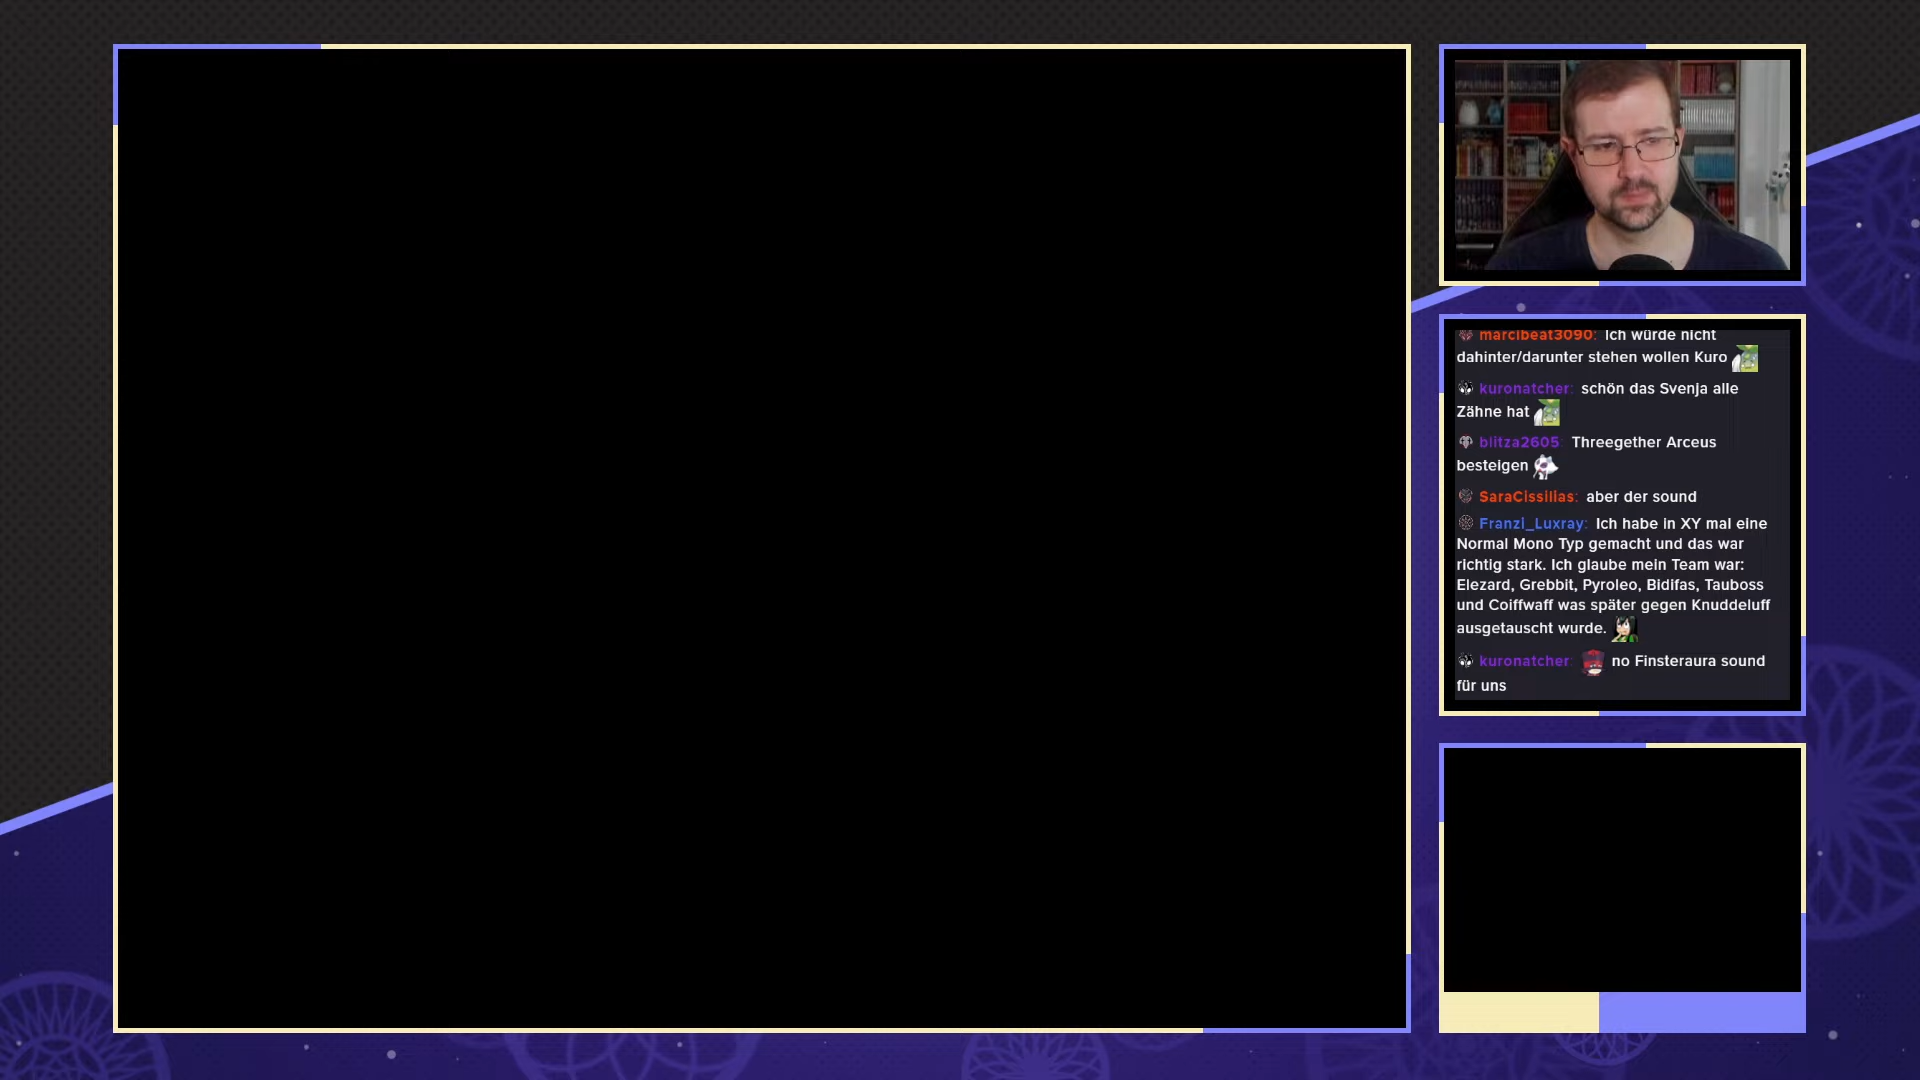 marcibeat3090: Ich würde nicht
dahinter/darunter stehen wollen Kuro
kuronatcher: schön das Svenja alle
Zähne hat
blitza2605: Threegether Arceus
besteigen
SaraCissilias: aber der sound
Franzi_Luxray: Ich habe in XY mal eine
Normal Mono Typ gemacht und das war
richtig stark. Ich glaube mein Team war:
Elezard, Grebbit, Pyroleo, Bidifas, Tauboss
und Coiffwaff was später gegen Knuddeluff
ausgetauscht wurde.
kuronatcher: no Finsteraura sound
für uns